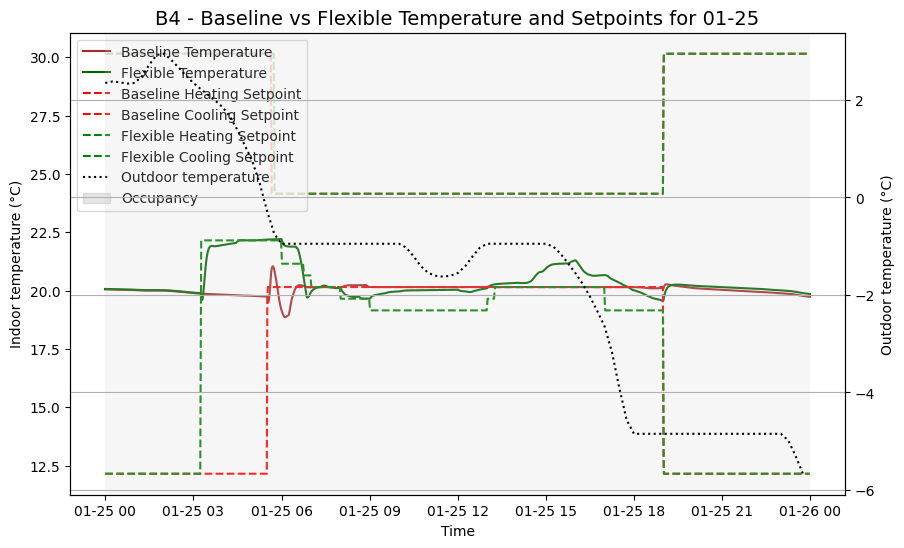 B4 - Baseline vs Flexible Temperature and Setpoints for 01-25
30.0
27.5
25.0
22.5
20.0
17.5
15.0
12.5
Indoor temperature (°C)
Baseline Temperature
Flexible Temperature
Baseline Heating Setpoint
Baseline Cooling Setpoint
Flexible Heating Setpoint
Flexible Cooling Setpoint
Outdoor temperature
Occupancy
2
0
−2
−4
−6
Outdoor temperature (°C)
01-25 00 01-25 03 01-25 06 01-25 09 01-25 12 01-25 15 01-25 18 01-25 21 01-26 00
Time